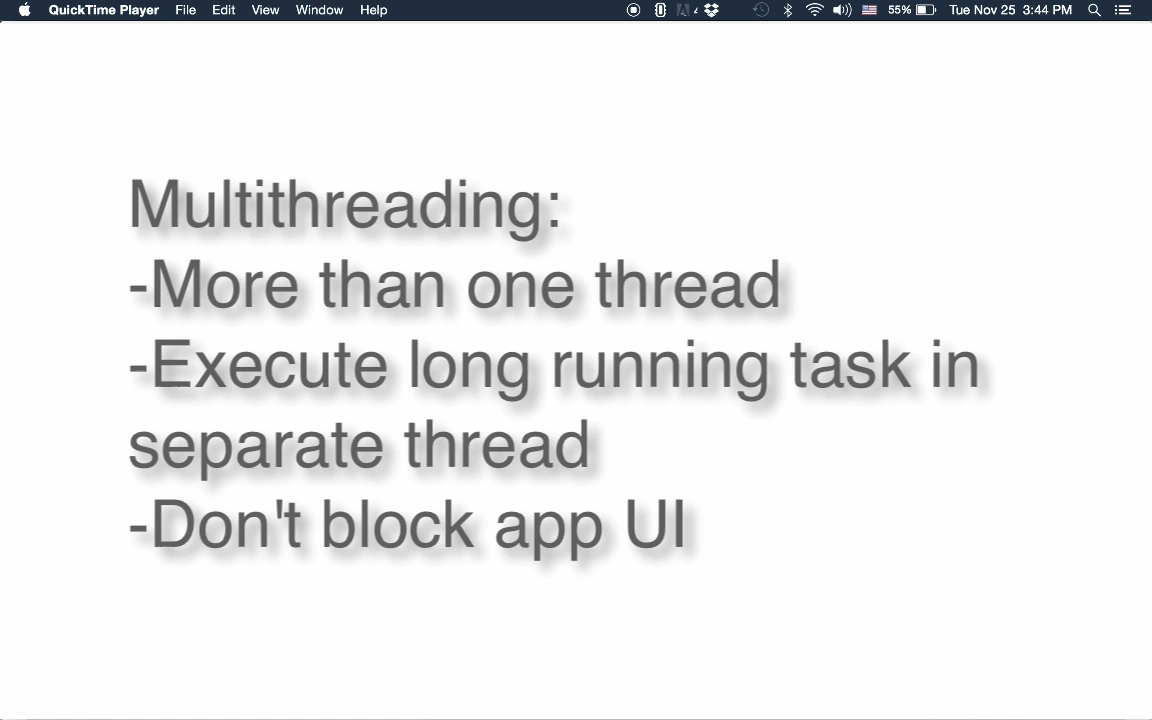 QuickTime Player File Edit View Window Help 55% Tue Nov 25 3:44 PM
Multithreading:
-More than one thread
-Execute long running task in
separate thread
-Don't block app UI